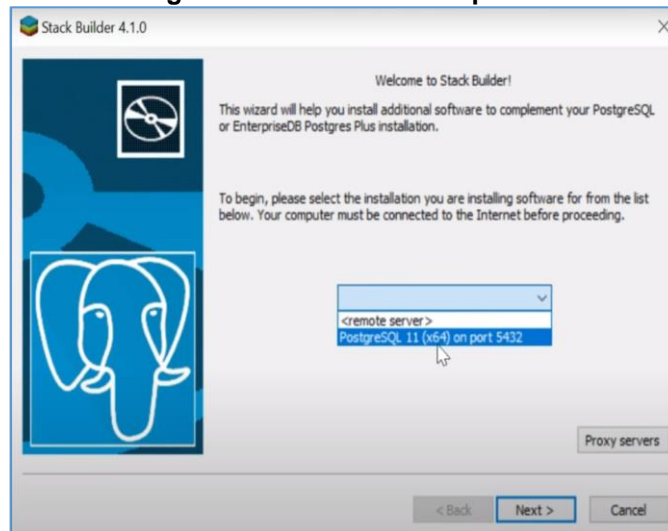 Stack Builder 4.1.0
Welcome to Stack Builder!
This wizard will help you install additional software to complement your PostgreSQL
or EnterpriseDB Postgres Plus installation.
To begin, please select the installation you are installing software for from the list
below. Your computer must be connected to the Internet before proceeding.
<remote server>
PostgreSQL 11 (x64) on port 5432
Proxy servers
< Back
Next >
Cancel